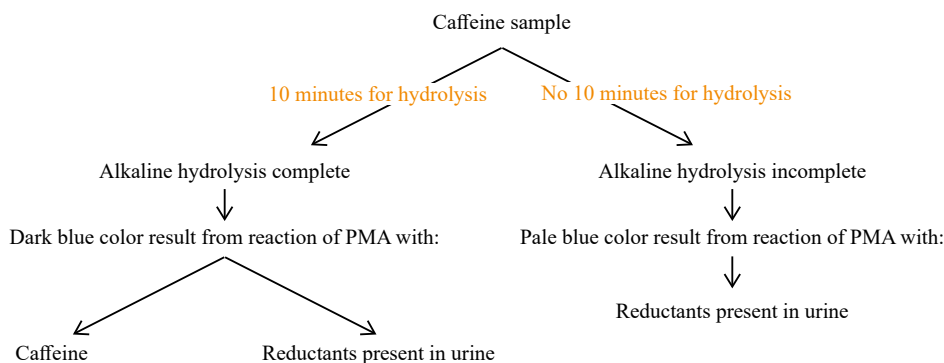 Caffeine sample
10 minutes for hydrolysis
No 10 minutes for hydrolysis
Alkaline hydrolysis complete
Alkaline hydrolysis incomplete
Dark blue color result from reaction of PMA with:
Pale blue color result from reaction of PMA with:
Reductants present in urine
Caffeine
Reductants present in urine